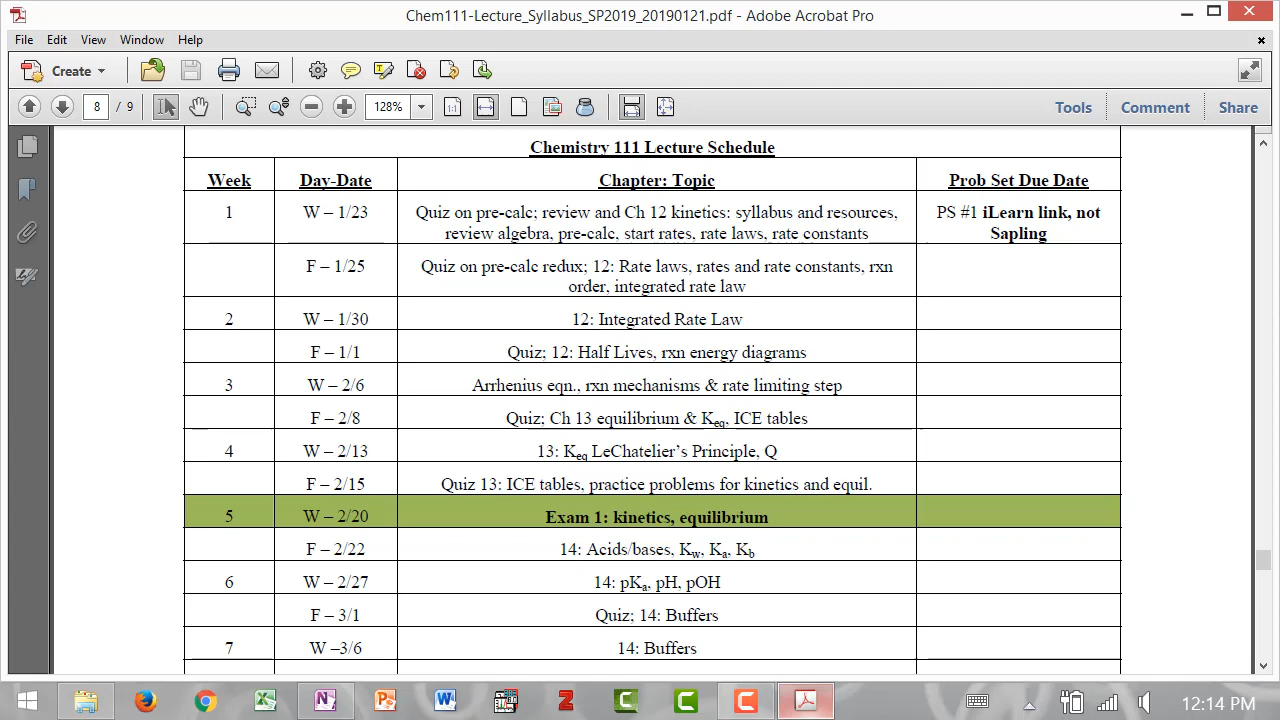 Chem111-Lecture_Syllabus_SP2019_20190121.pdf - Adobe Acrobat Pro
File Edit View Window Help
Create
8 / 9 128% Tools Comment Share
Chemistry 111 Lecture Schedule
Week Day-Date Chapter: Topic Prob Set Due Date
1 W – 1/23 Quiz on pre-calc; review and Ch 12 kinetics: syllabus and resources, PS #1 iLearn link, not
review algebra, pre-calc, start rates, rate laws, rate constants Sapling
F – 1/25 Quiz on pre-calc redux; 12: Rate laws, rates and rate constants, rxn
order, integrated rate law
2 W – 1/30 12: Integrated Rate Law
F – 1/1 Quiz; 12: Half Lives, rxn energy diagrams
3 W – 2/6 Arrhenius eqn., rxn mechanisms & rate limiting step
F – 2/8 Quiz; Ch 13 equilibrium & Keq, ICE tables
4 W – 2/13 13: Keq LeChatelier’s Principle, Q
F – 2/15 Quiz 13: ICE tables, practice problems for kinetics and equil.
5 W – 2/20 Exam 1: kinetics, equilibrium
F – 2/22 14: Acids/bases, Kw, Ka, Kb
6 W – 2/27 14: pKa, pH, pOH
F – 3/1 Quiz; 14: Buffers
7 W –3/6 14: Buffers
12:14 PM